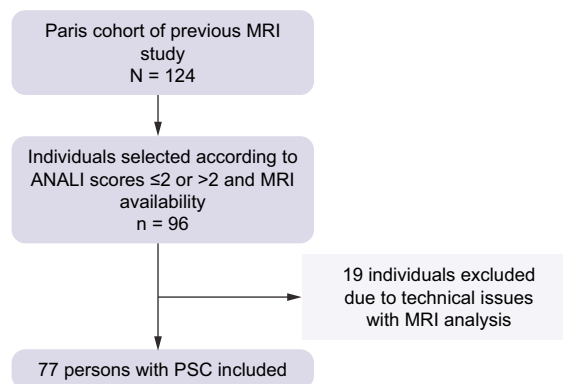 Paris cohort of previous MRI
study
N = 124
Individuals selected according to
ANALI scores ≤2 or >2 and MRI
availability
n = 96
19 individuals excluded
due to technical issues
with MRI analysis
77 persons with PSC included